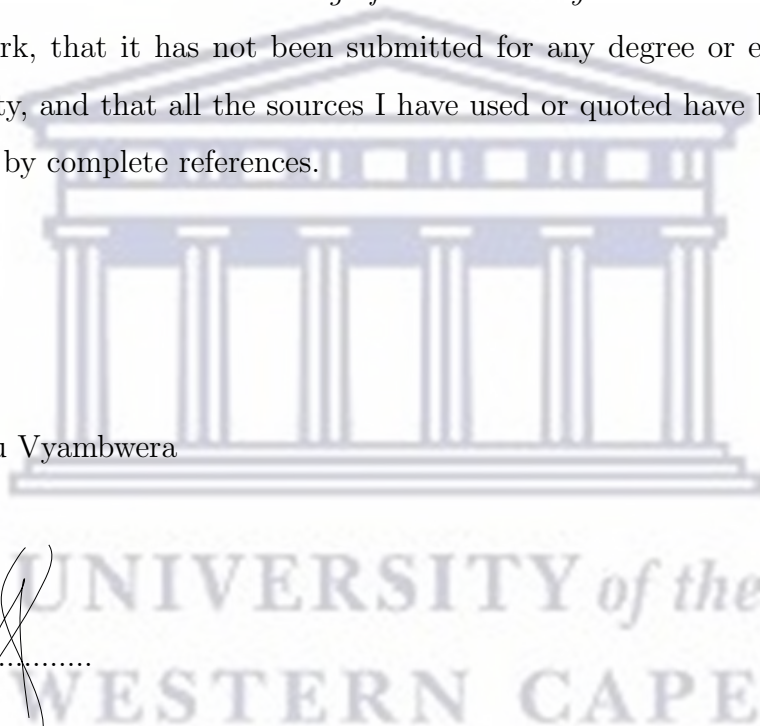 rk, that it has not been submitted for any degree or e
ty, and that all the sources I have used or quoted have b
by complete references.
u Vyambwera
UNIVERSITY of the
............
WESTERN CAPE